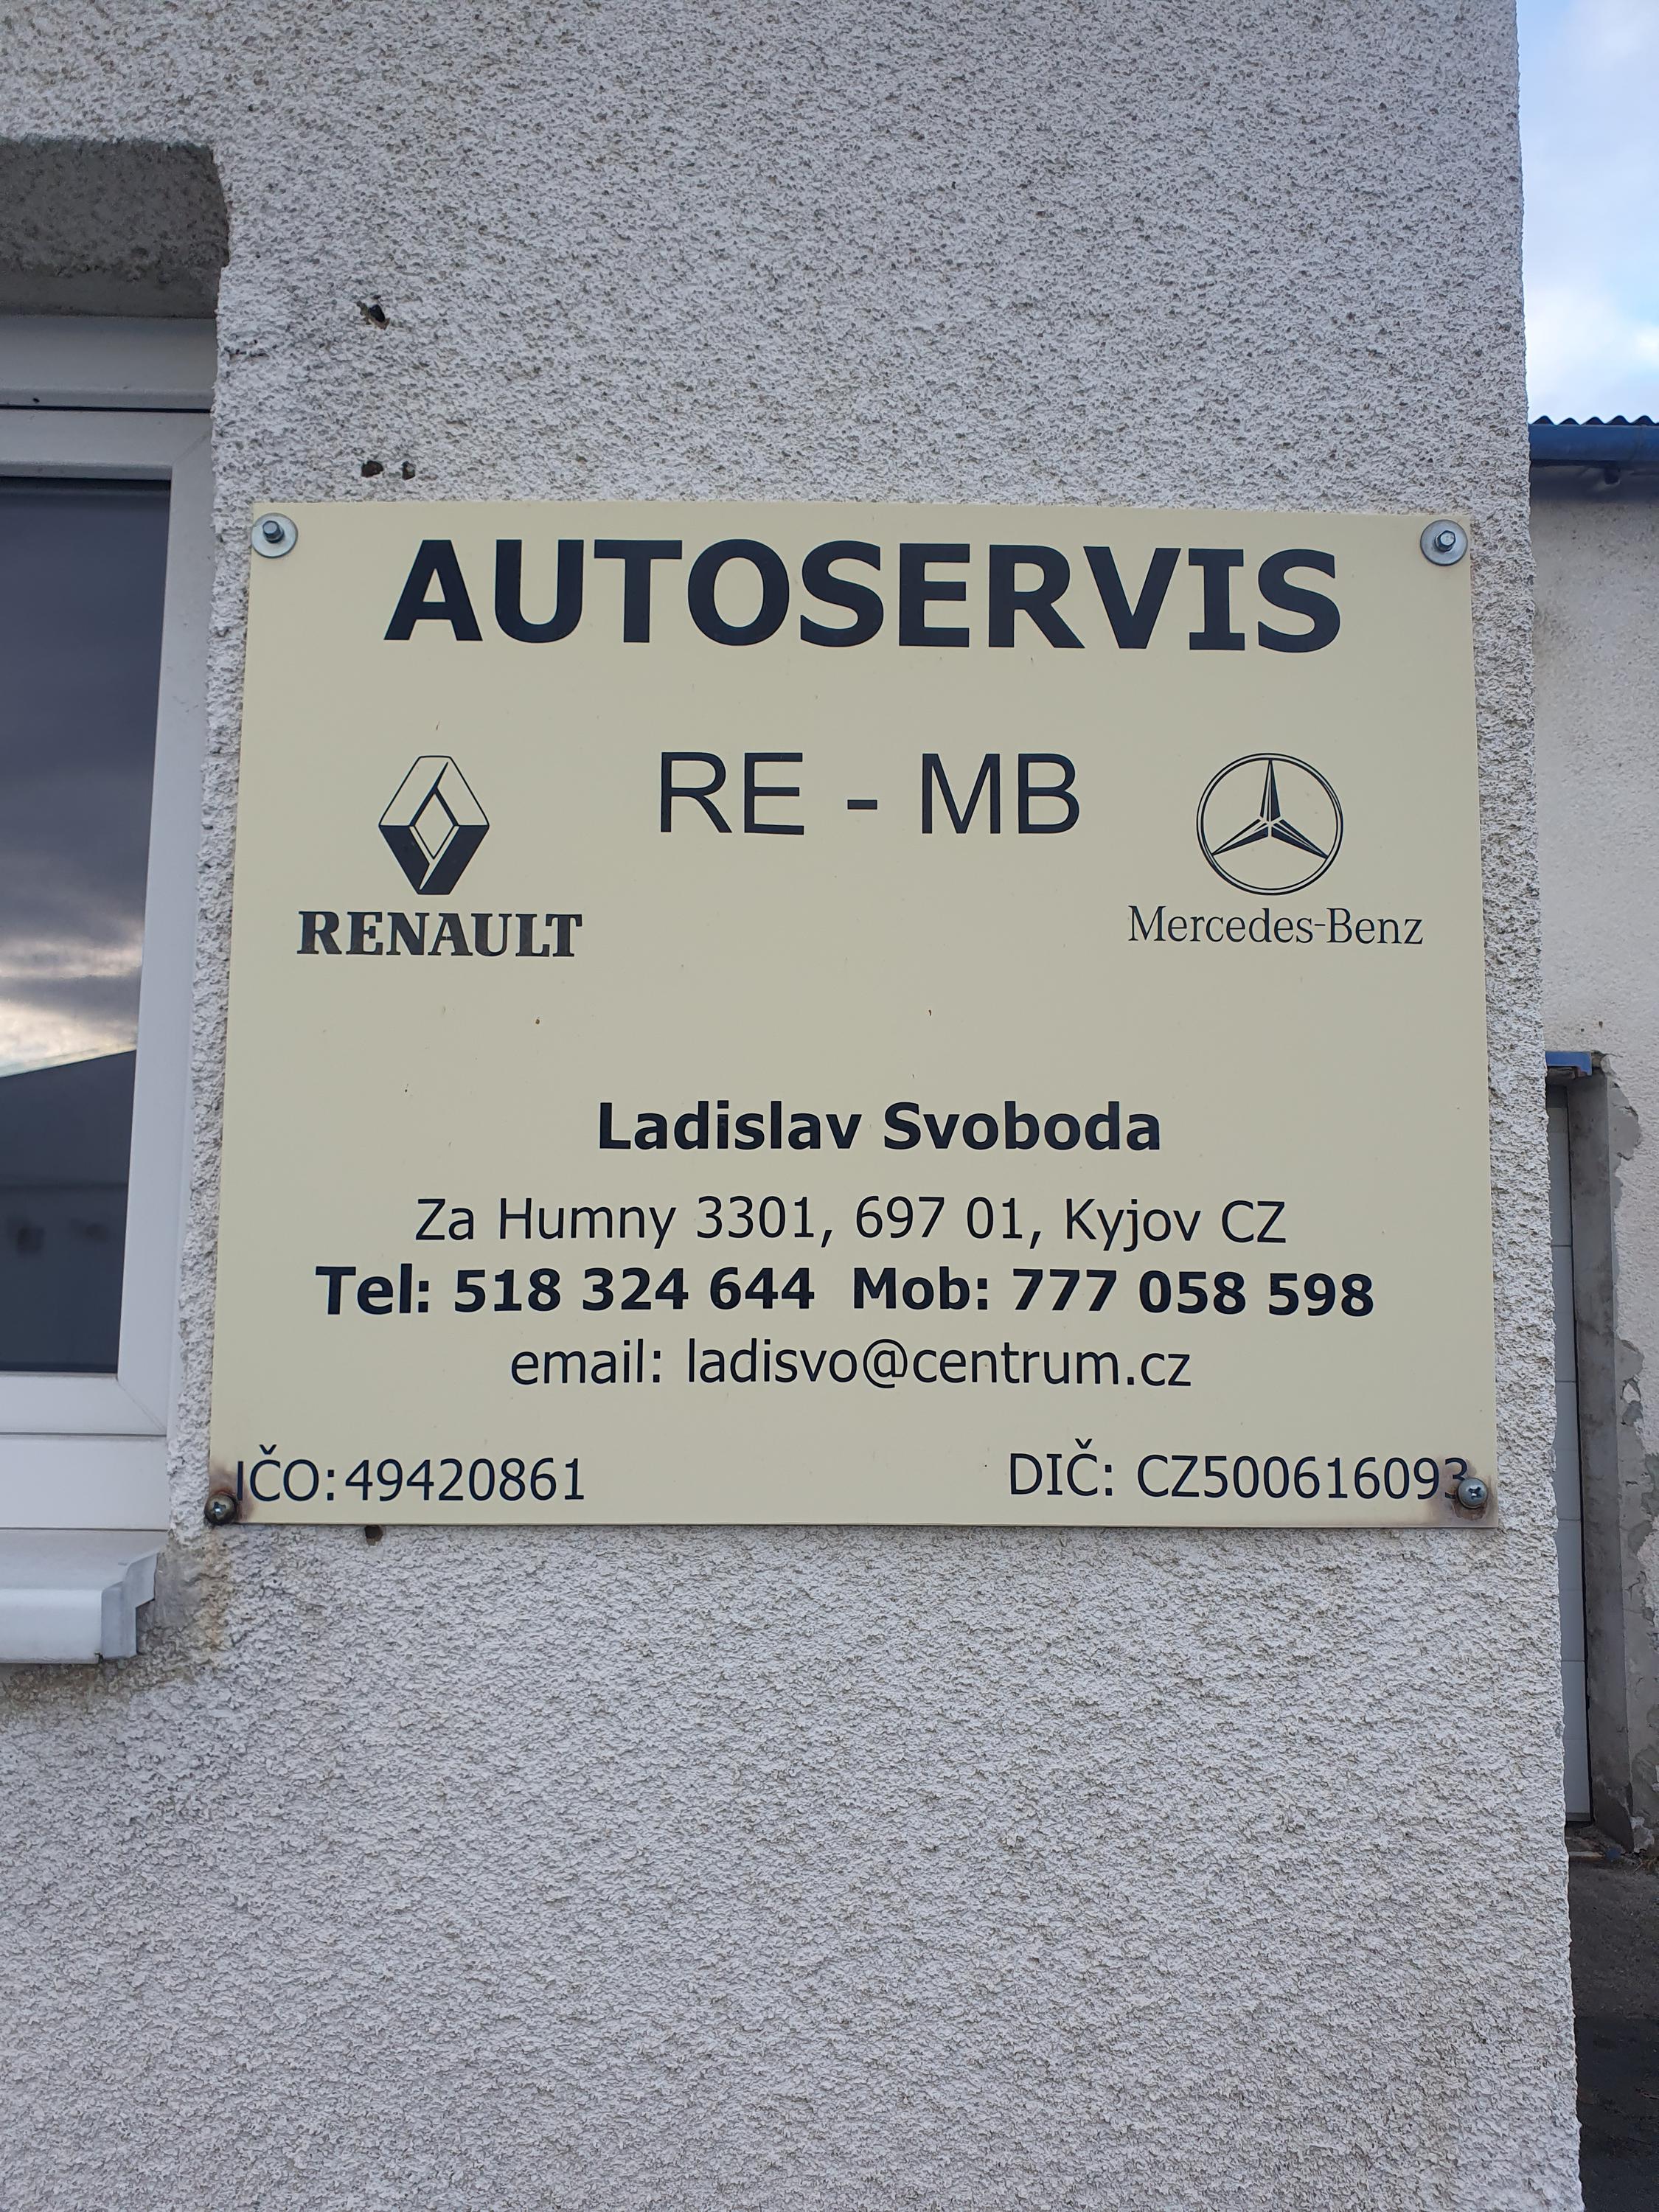 AUTOSERVIS
RE - MB
RENAULT
Mercedes-Benz
Ladislav Svoboda
Za Humny 3301, 697 01, Kyjov CZ
Tel: 518 324 644 Mob: 777 058 598
email: ladisvo@centrum.cz
IČO: 49420861
DIČ: CZ500616093